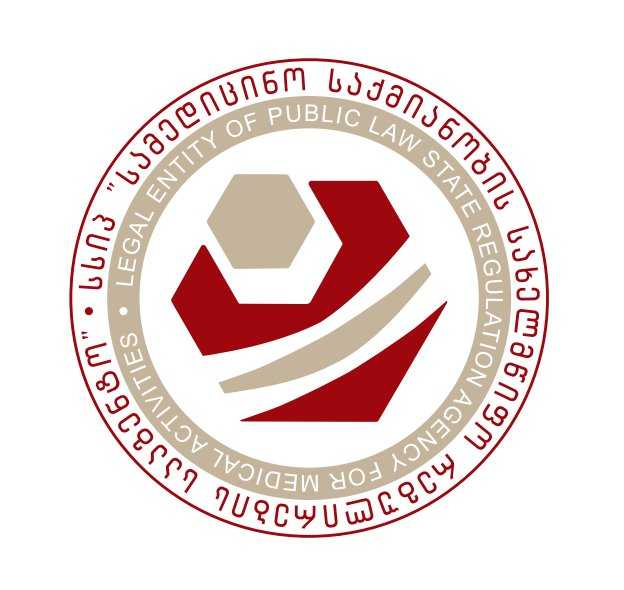 სსიპ "სამედიცინო საქმიანობის სახელმწიფო რეგულირების სააგენტო" •
LEGAL ENTITY OF PUBLIC LAW STATE REGULATION AGENCY FOR MEDICAL ACTIVITIES •